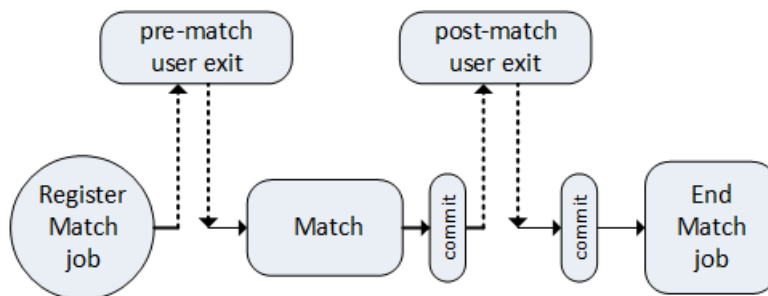 pre-match
user exit
post-match
user exit
Register
Match
job
Match
commit
commit
End
Match
job